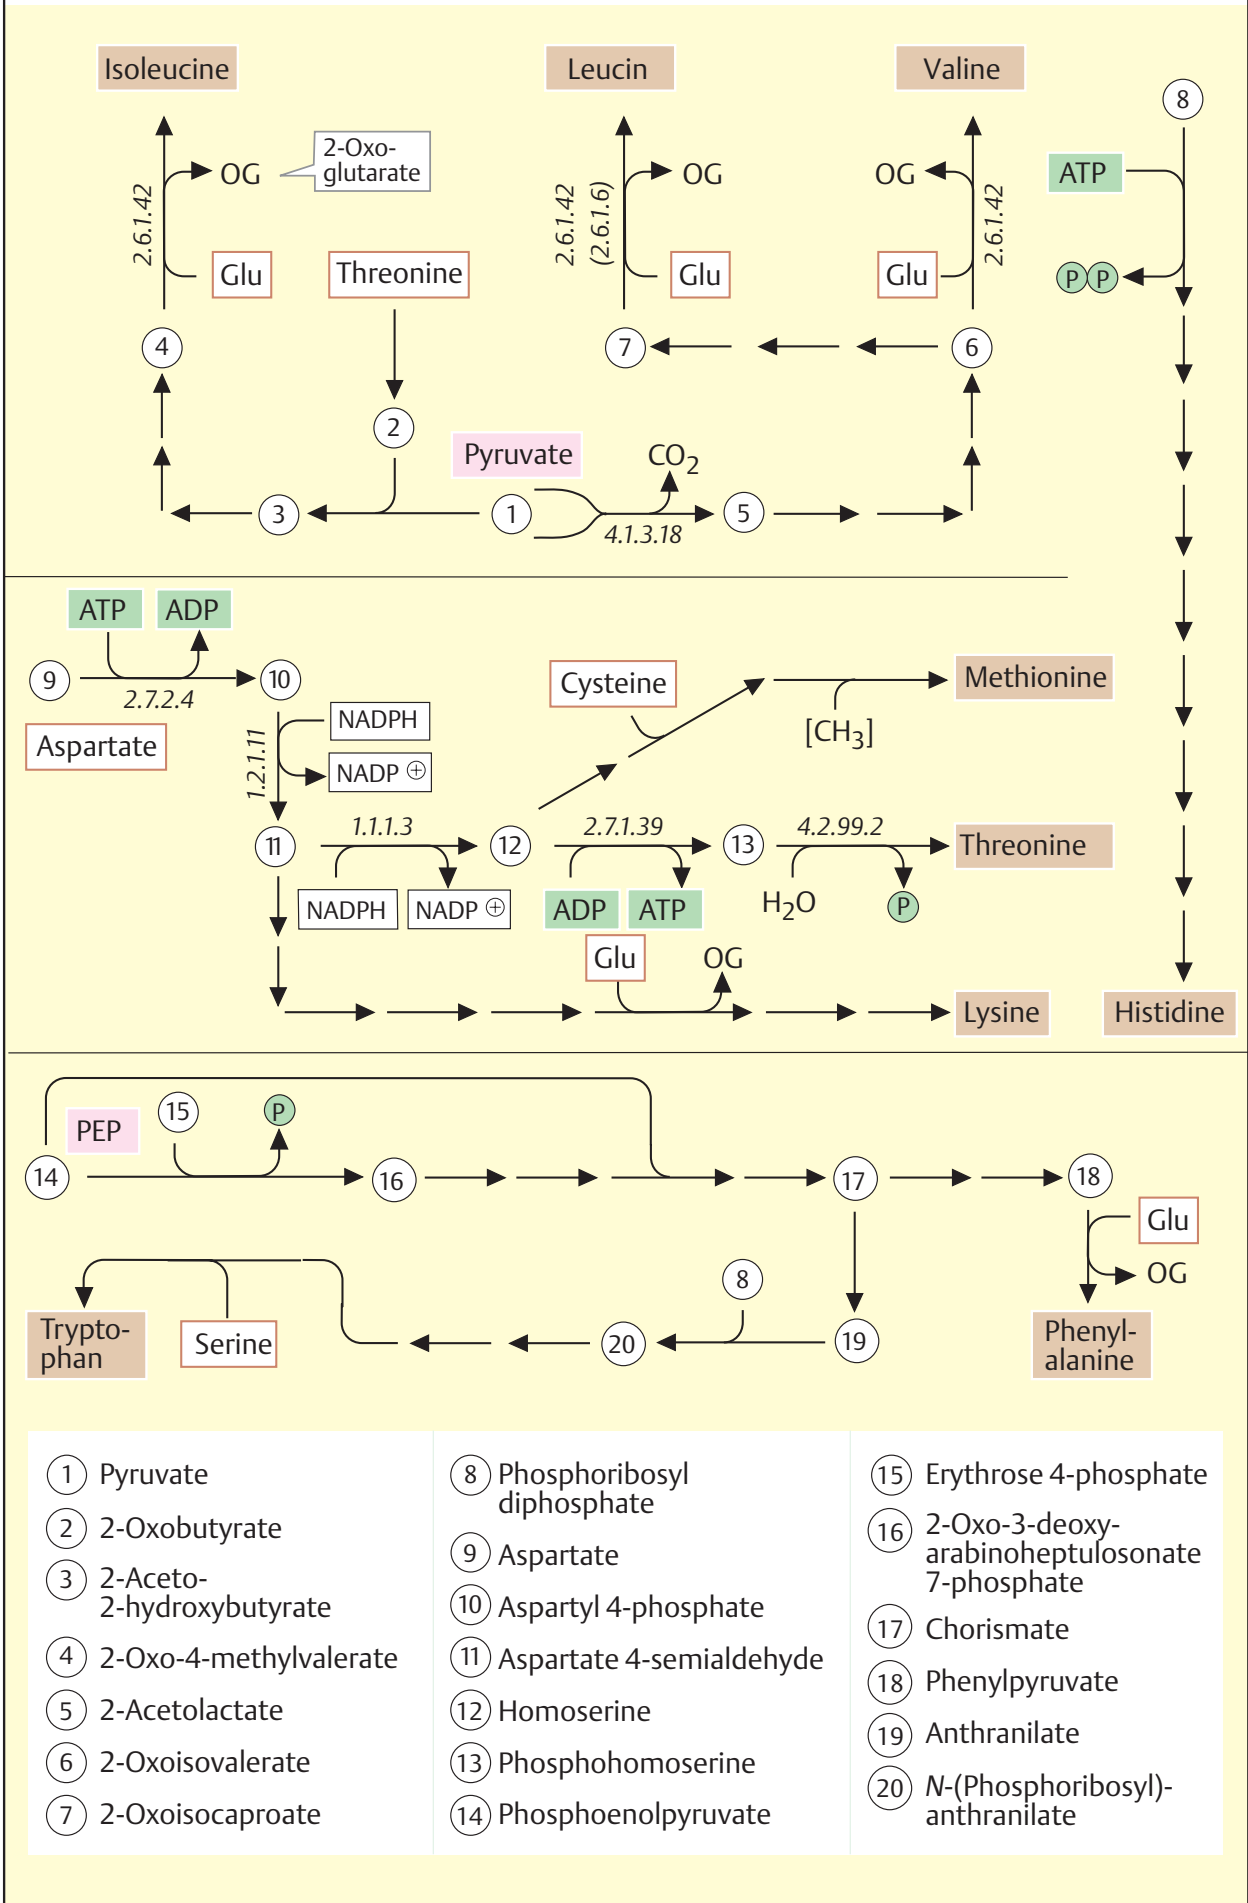 Isoleucine
Leucin
Valine
8
2-Oxo-
glutarate
OG
OG
OG
ATP
2.6.1.42
2.6.1.42
(2.6.1.6)
2.6.1.42
Glu
Threonine
Glu
Glu
P P
4
7
6
2
Pyruvate
CO2
3
1
5
4.1.3.18
ATP
ADP
9
10
2.7.2.4
Cysteine
Methionine
Aspartate
NADPH
[CH3]
1.2.1.11
NADP ⊕
11
1.1.1.3
12
2.7.1.39
13
4.2.99.2
Threonine
NADPH
NADP ⊕
ADP
ATP
H2O
P
Glu
OG
Lysine
Histidine
PEP
15
P
14
16
17
18
Glu
OG
8
Trypto-
phan
Serine
20
19
Phenyl-
alanine
1 Pyruvate
2 2-Oxobutyrate
3 2-Aceto-
2-hydroxybutyrate
4 2-Oxo-4-methylvalerate
5 2-Acetolactate
6 2-Oxoisovalerate
7 2-Oxoisocaproate
8 Phosphoribosyl
diphosphate
9 Aspartate
10 Aspartyl 4-phosphate
11 Aspartate 4-semialdehyde
12 Homoserine
13 Phosphohomoserine
14 Phosphoenolpyruvate
15 Erythrose 4-phosphate
16 2-Oxo-3-deoxy-
arabinoheptulosonate
7-phosphate
17 Chorismate
18 Phenylpyruvate
19 Anthranilate
20 N-(Phosphoribosyl)-
anthranilate